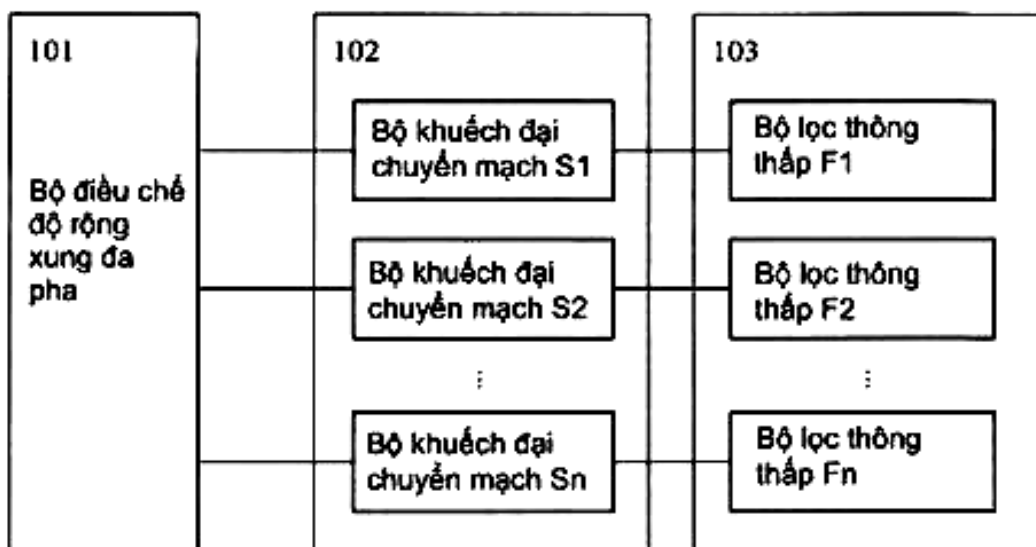 101
Bộ điều chế
độ rộng
xung đa
pha
102
Bộ khuếch đại
chuyển mạch S1
Bộ khuếch đại
chuyển mạch S2
⋮
Bộ khuếch đại
chuyển mạch Sn
103
Bộ lọc thông
thấp F1
Bộ lọc thông
thấp F2
⋮
Bộ lọc thông
thấp Fn